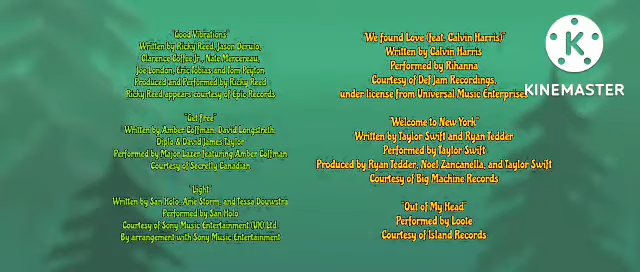 "Good Vibrations"
Written by Ricky Reed, Jason Derulo,
Clarence Coffee Jr., Nate Mercereau,
Joe London, Eric Tobias and Tom Peyton
Produced and Performed by Ricky Reed
Ricky Reed appears courtesy of Epic Records
"Get Free"
Written by Amber Coffman, David Longstreth,
Diplo & David James Taylor
Performed by Major Lazer featuring Amber Coffman
Courtesy of Secretly Canadian
"Light"
Written by San Holo, Arie Storm, and Tessa Douwstra
Performed by San Holo
Courtesy of Sony Music Entertainment (UK) Ltd.
By arrangement with Sony Music Entertainment
"We Found Love (feat. Calvin Harris)"
Written by Calvin Harris
Performed by Rihanna
Courtesy of Def Jam Recordings,
under license from Universal Music Enterprises
"Welcome to New York"
Written by Taylor Swift and Ryan Tedder
Performed by Taylor Swift
Produced by Ryan Tedder, Noel Zancanella, and Taylor Swift
Courtesy of Big Machine Records
"Out of My Head"
Performed by Loote
Courtesy of Island Records
K
KINEMASTER